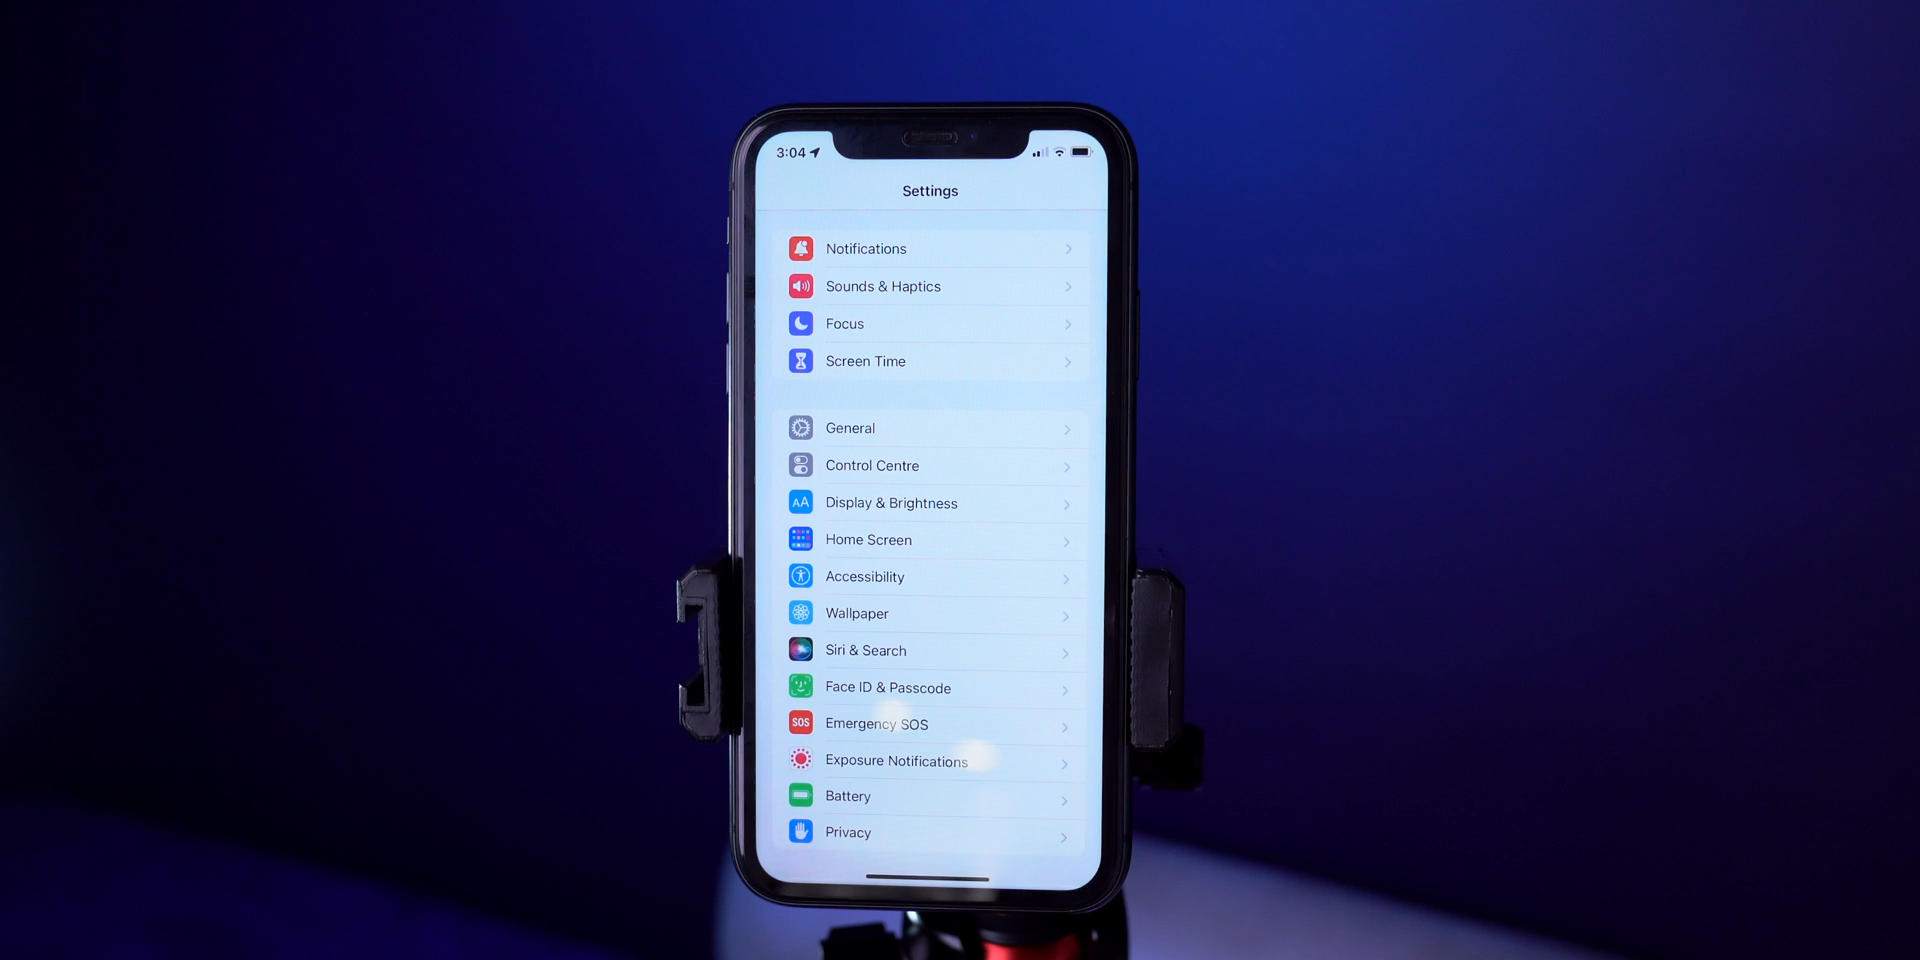 3:04
Settings
Notifications
Sounds & Haptics
Focus
Screen Time
General
Control Centre
AA Display & Brightness
Home Screen
Accessibility
Wallpaper
Siri & Search
Face ID & Passcode
SOS Emergency SOS
Exposure Notifications
Battery
Privacy